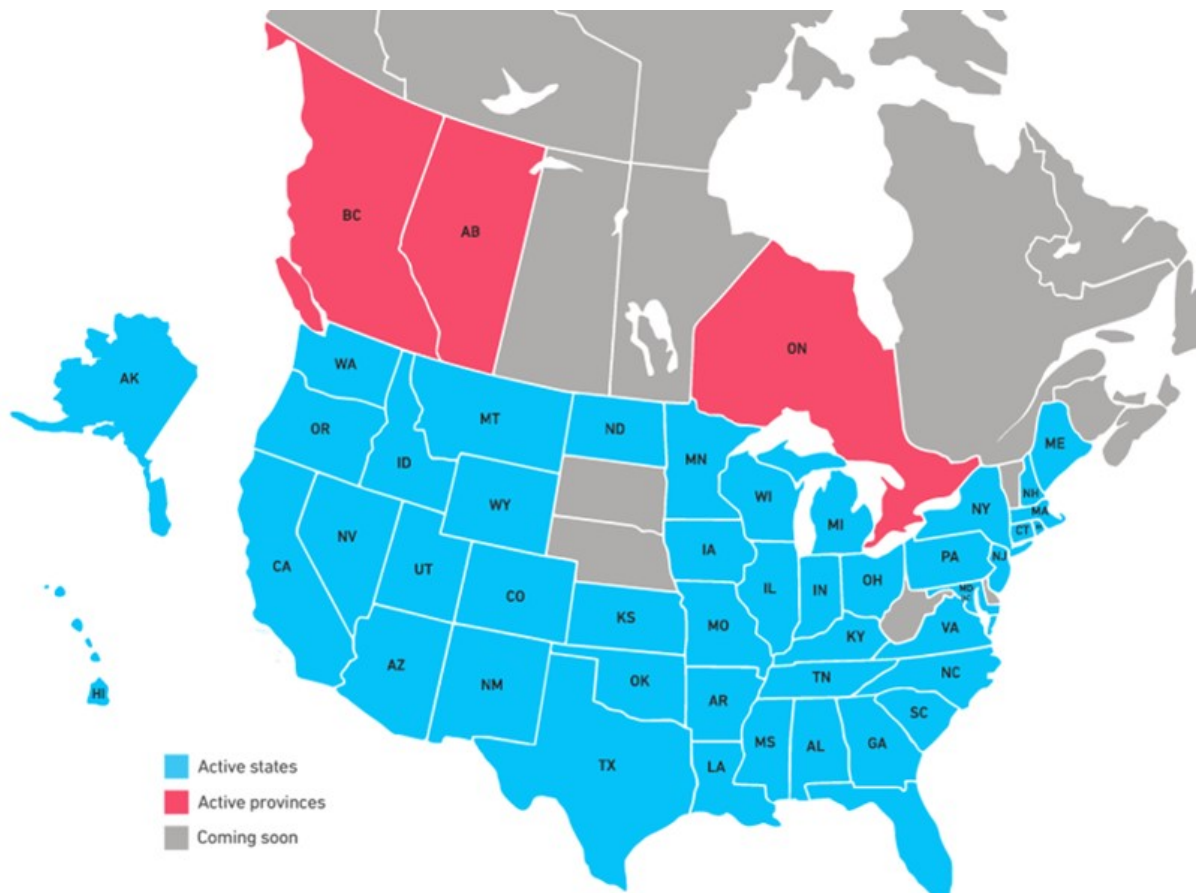 BC
AB
ON
AK
WA
MT
ND
OR
ID
MN
ME
WY
WI
NH
MI
NY
MA
CT
NV
IA
PA
NJ
CA
UT
CO
IL
IN
OH
MD
KS
MO
KY
VA
AZ
NM
OK
TN
NC
HI
AR
SC
MS
AL
GA
TX
LA
Active states
Active provinces
Coming soon